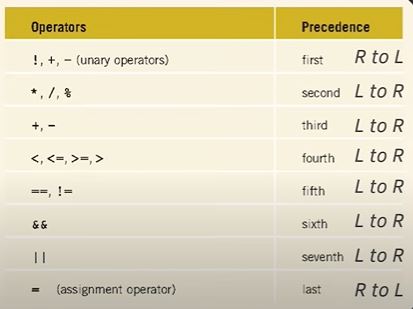 Operators Precedence
!, +, - (unary operators) first R to L
*, /, % second L to R
+, - third L to R
<, <=, >=, > fourth L to R
==, != fifth L to R
&& sixth L to R
|| seventh L to R
= (assignment operator) last R to L